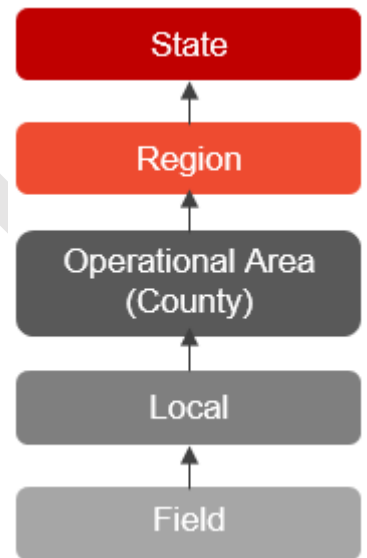 State
Region
Operational Area
(County)
Local
Field